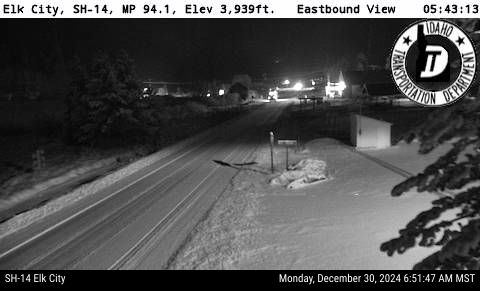 Elk City, SH-14, MP 94.1, Elev 3,939ft.   Eastbound View   05:43:13
IDAHO
TRANSPORTATION DEPARTMENT
SH-14 Elk City
Monday, December 30, 2024 6:51:47 AM MST